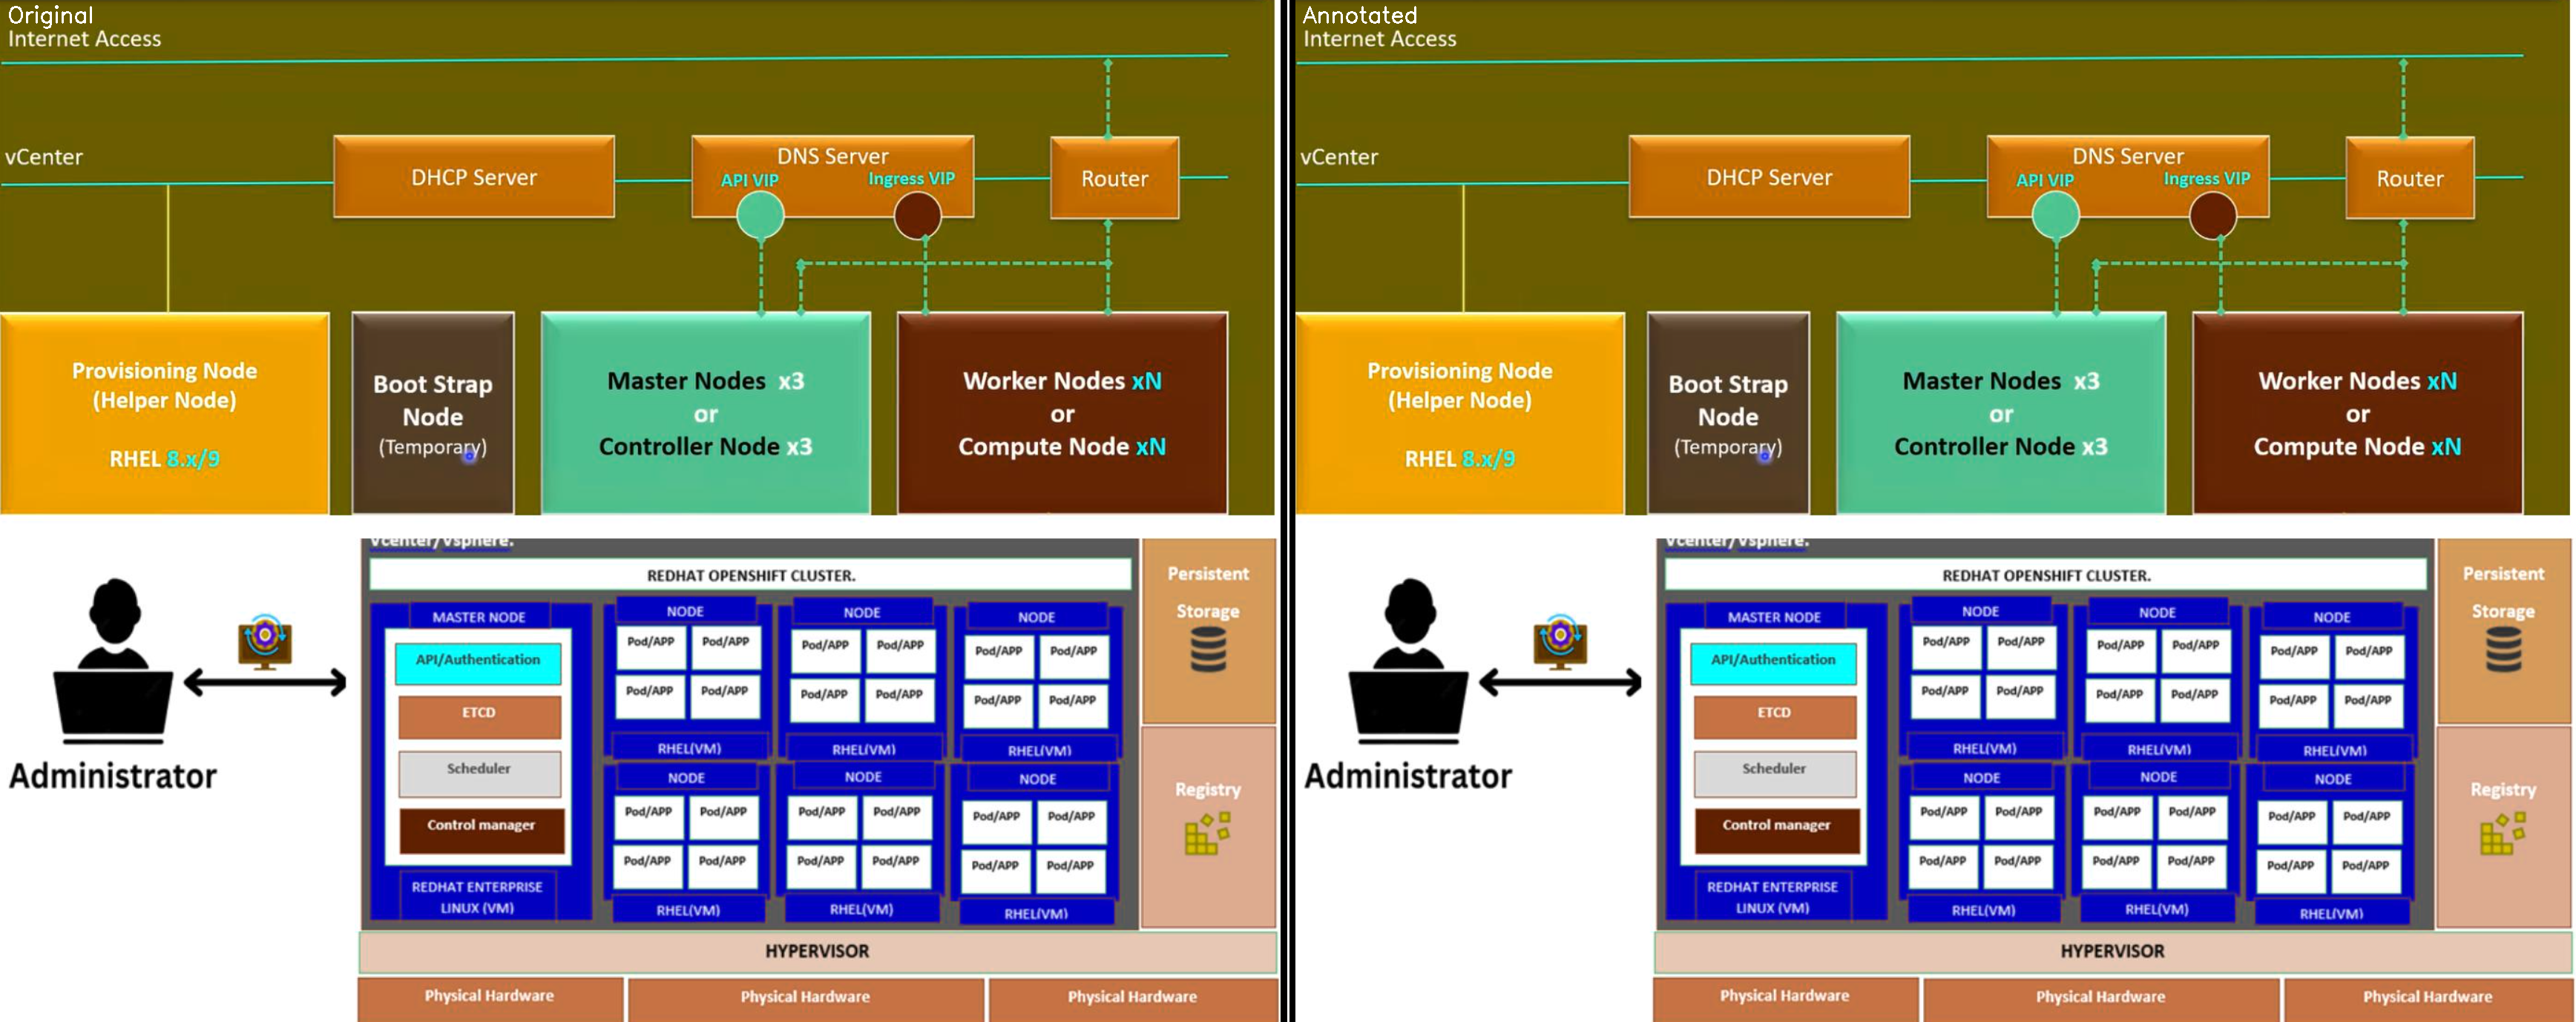 Original
Internet Access
vCenter
DHCP Server
DNS Server
API VIP
Ingress VIP
Router
Provisioning Node
(Helper Node)
RHEL 8.x/9
Boot Strap
Node
(Temporary)
Master Nodes x3
or
Controller Node x3
Worker Nodes xN
or
Compute Node xN
Administrator
Vcenter/Vsphere.
REDHAT OPENSHIFT CLUSTER.
MASTER NODE
API/Authentication
ETCD
Scheduler
Control manager
REDHAT ENTERPRISE
LINUX (VM)
NODE
Pod/APP Pod/APP
Pod/APP Pod/APP
RHEL(VM)
NODE
Pod/APP Pod/APP
Pod/APP Pod/APP
RHEL(VM)
NODE
Pod/APP Pod/APP
Pod/APP Pod/APP
RHEL(VM)
NODE
Pod/APP Pod/APP
Pod/APP Pod/APP
RHEL(VM)
NODE
Pod/APP Pod/APP
Pod/APP Pod/APP
RHEL(VM)
NODE
Pod/APP Pod/APP
Pod/APP Pod/APP
RHEL(VM)
Persistent
Storage
Registry
HYPERVISOR
Physical Hardware
Physical Hardware
Physical Hardware
Annotated
Internet Access
vCenter
DHCP Server
DNS Server
API VIP
Ingress VIP
Router
Provisioning Node
(Helper Node)
RHEL 8.x/9
Boot Strap
Node
(Temporary)
Master Nodes x3
or
Controller Node x3
Worker Nodes xN
or
Compute Node xN
Administrator
Vcenter/Vsphere.
REDHAT OPENSHIFT CLUSTER.
MASTER NODE
API/Authentication
ETCD
Scheduler
Control manager
REDHAT ENTERPRISE
LINUX (VM)
NODE
Pod/APP Pod/APP
Pod/APP Pod/APP
RHEL(VM)
NODE
Pod/APP Pod/APP
Pod/APP Pod/APP
RHEL(VM)
NODE
Pod/APP Pod/APP
Pod/APP Pod/APP
RHEL(VM)
NODE
Pod/APP Pod/APP
Pod/APP Pod/APP
RHEL(VM)
NODE
Pod/APP Pod/APP
Pod/APP Pod/APP
RHEL(VM)
NODE
Pod/APP Pod/APP
Pod/APP Pod/APP
RHEL(VM)
Persistent
Storage
Registry
HYPERVISOR
Physical Hardware
Physical Hardware
Physical Hardware